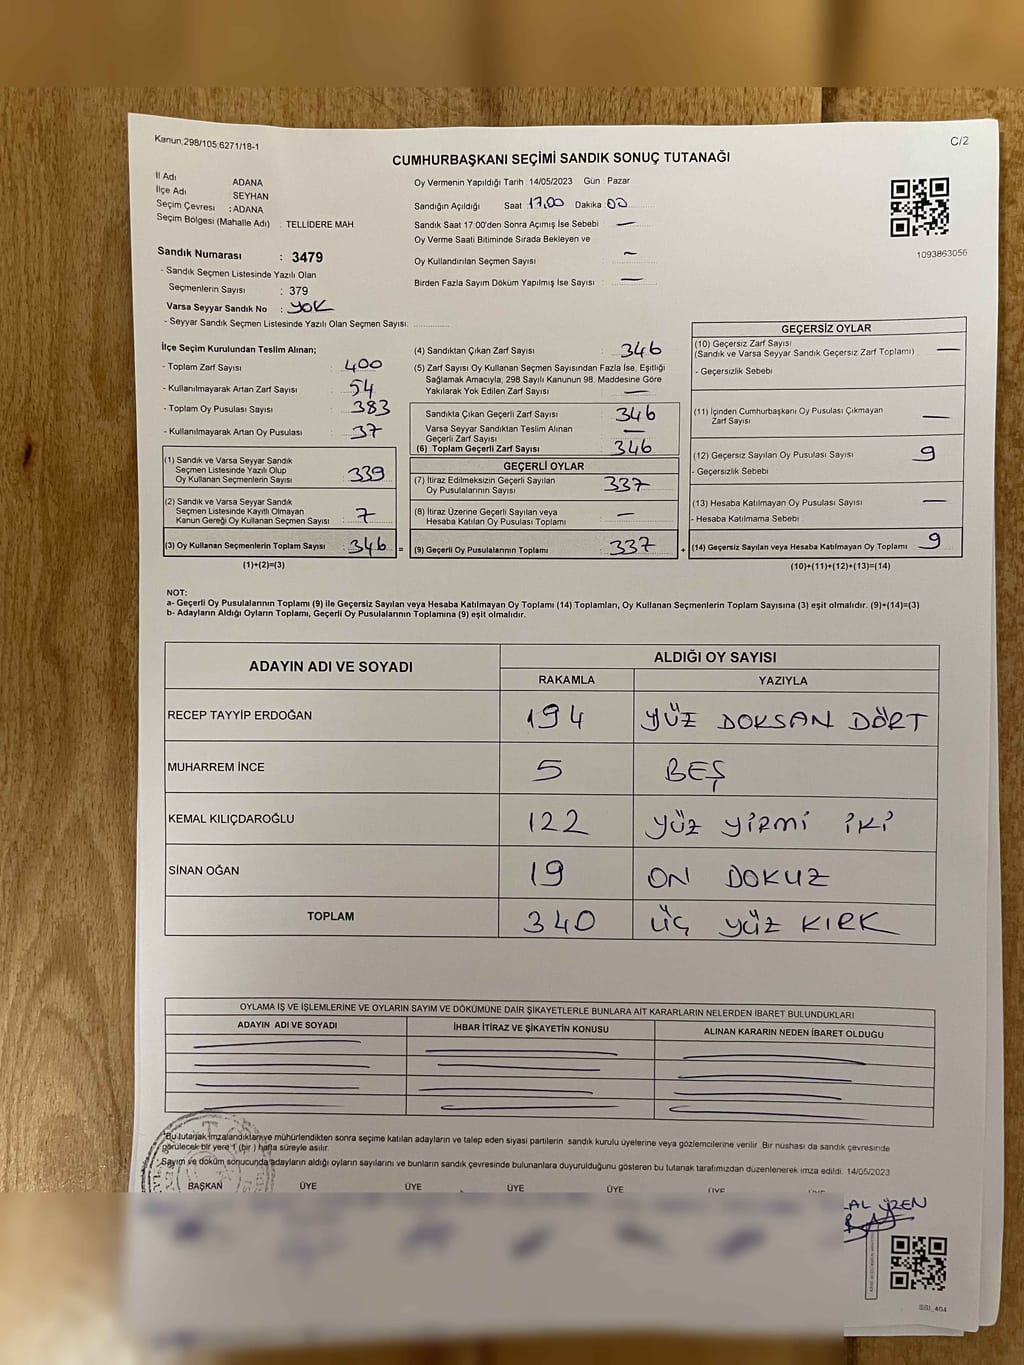 Kanun:298/105;6271/18-1
C/2
CUMHURBAŞKANI SEÇİMİ SANDIK SONUÇ TUTANAĞI
İl Adı ADANA
İlçe Adı SEYHAN
Seçim Çevresi : ADANA
Seçim Bölgesi (Mahalle Adı) : TELLİDERE MAH
Sandık Numarası : 3479
- Sandık Seçmen Listesinde Yazılı Olan
Seçmenlerin Sayısı : 379
Varsa Seyyar Sandık No : YOK
- Seyyar Sandık Seçmen Listesinde Yazılı Olan Seçmen Sayısı:
Oy Vermenin Yapıldığı Tarih : 14/05/2023 Gün : Pazar
Sandığın Açıldığı Saat 17.00 Dakika 00
Sandık Saat 17:00'den Sonra Açımış İse Sebebi —
Oy Verme Saati Bitiminde Sırada Bekleyen ve
Oy Kullandırılan Seçmen Sayısı : —
Birden Fazla Sayım Döküm Yapılmış İse Sayısı : —
1093863056
İlçe Seçim Kurulundan Teslim Alınan;
- Toplam Zarf Sayısı : 400
- Kullanılmayarak Artan Zarf Sayısı : 54
- Toplam Oy Pusulası Sayısı : 383
- Kullanılmayarak Artan Oy Pusulası : 37
(1) Sandık ve Varsa Seyyar Sandık
Seçmen Listesinde Yazılı Olup
Oy Kullanan Seçmenlerin Sayısı : 339
(2) Sandık ve Varsa Seyyar Sandık
Seçmen Listesinde Kayıtlı Olmayan
Kanun Gereği Oy Kullanan Seçmen Sayısı : 7
(3) Oy Kullanan Seçmenlerin Toplam Sayısı : 346 =
(1)+(2)=(3)
(4) Sandıktan Çıkan Zarf Sayısı : 346
(5) Zarf Sayısı Oy Kullanan Seçmen Sayısından Fazla İse, Eşitliği
Sağlamak Amacıyla, 298 Sayılı Kanunun 98. Maddesine Göre
Yakılarak Yok Edilen Zarf Sayısı : —
Sandıkta Çıkan Geçerli Zarf Sayısı : 346
Varsa Seyyar Sandıktan Teslim Alınan
Geçerli Zarf Sayısı : —
(6) Toplam Geçerli Zarf Sayısı : 346
GEÇERLİ OYLAR
(7) İtiraz Edilmeksizin Geçerli Sayılan
Oy Pusulalarının Sayısı : 337
(8) İtiraz Üzerine Geçerli Sayılan veya
Hesaba Katılan Oy Pusulası Toplamı : —
(9) Geçerli Oy Pusulalarının Toplamı : 337 +
GEÇERSİZ OYLAR
(10) Geçersiz Zarf Sayısı
(Sandık ve Varsa Seyyar Sandık Geçersiz Zarf Toplamı) : —
- Geçersizlik Sebebi
(11) İçinden Cumhurbaşkanı Oy Pusulası Çıkmayan
Zarf Sayısı : —
(12) Geçersiz Sayılan Oy Pusulası Sayısı : 9
- Geçersizlik Sebebi
(13) Hesaba Katılmayan Oy Pusulası Sayısı : —
- Hesaba Katılmama Sebebi
(14) Geçersiz Sayılan veya Hesaba Katılmayan Oy Toplamı : 9
(10)+(11)+(12)+(13)=(14)
NOT:
a- Geçerli Oy Pusulalarının Toplamı (9) ile Geçersiz Sayılan veya Hesaba Katılmayan Oy Toplamı (14) Toplamları, Oy Kullanan Seçmenlerin Toplam Sayısına (3) eşit olmalıdır. (9)+(14)=(3)
b- Adayların Aldığı Oyların Toplamı, Geçerli Oy Pusulalarının Toplamına (9) eşit olmalıdır.
ADAYIN ADI VE SOYADI
ALDIĞI OY SAYISI
RAKAMLA YAZIYLA
RECEP TAYYİP ERDOĞAN 194 YÜZ DOKSAN DÖRT
MUHARREM İNCE 5 BEŞ
KEMAL KILIÇDAROĞLU 122 YÜZ YİRMİ İKİ
SİNAN OĞAN 19 ON DOKUZ
TOPLAM 340 ÜÇ YÜZ KIRK
OYLAMA İŞ VE İŞLEMLERİNE VE OYLARIN SAYIM VE DÖKÜMÜNE DAİR ŞİKAYETLERLE BUNLARA AİT KARARLARIN NELERDEN İBARET BULUNDUKLARI
ADAYIN ADI VE SOYADI İHBAR İTİRAZ VE ŞİKAYETİN KONUSU ALINAN KARARIN NEDEN İBARET OLDUĞU
Bu tutanak imzalandıktan ve mühürlendikten sonra seçime katılan adayların ve talep eden siyasi partilerin sandık kurulu üyelerine veya gözlemcilerine verilir. Bir nüshası da sandık çevresinde
görülecek bir yere 1 (bir) hafta süreyle asılır.
Sayım ve döküm sonucunda adayların aldığı oyların sayılarını ve bunların sandık çevresinde bulunanlara duyurulduğunu gösteren bu tutanak tarafımızdan düzenlenerek imza edildi. 14/05/2023
BAŞKAN ÜYE ÜYE ÜYE ÜYE ÜYE ÜYE